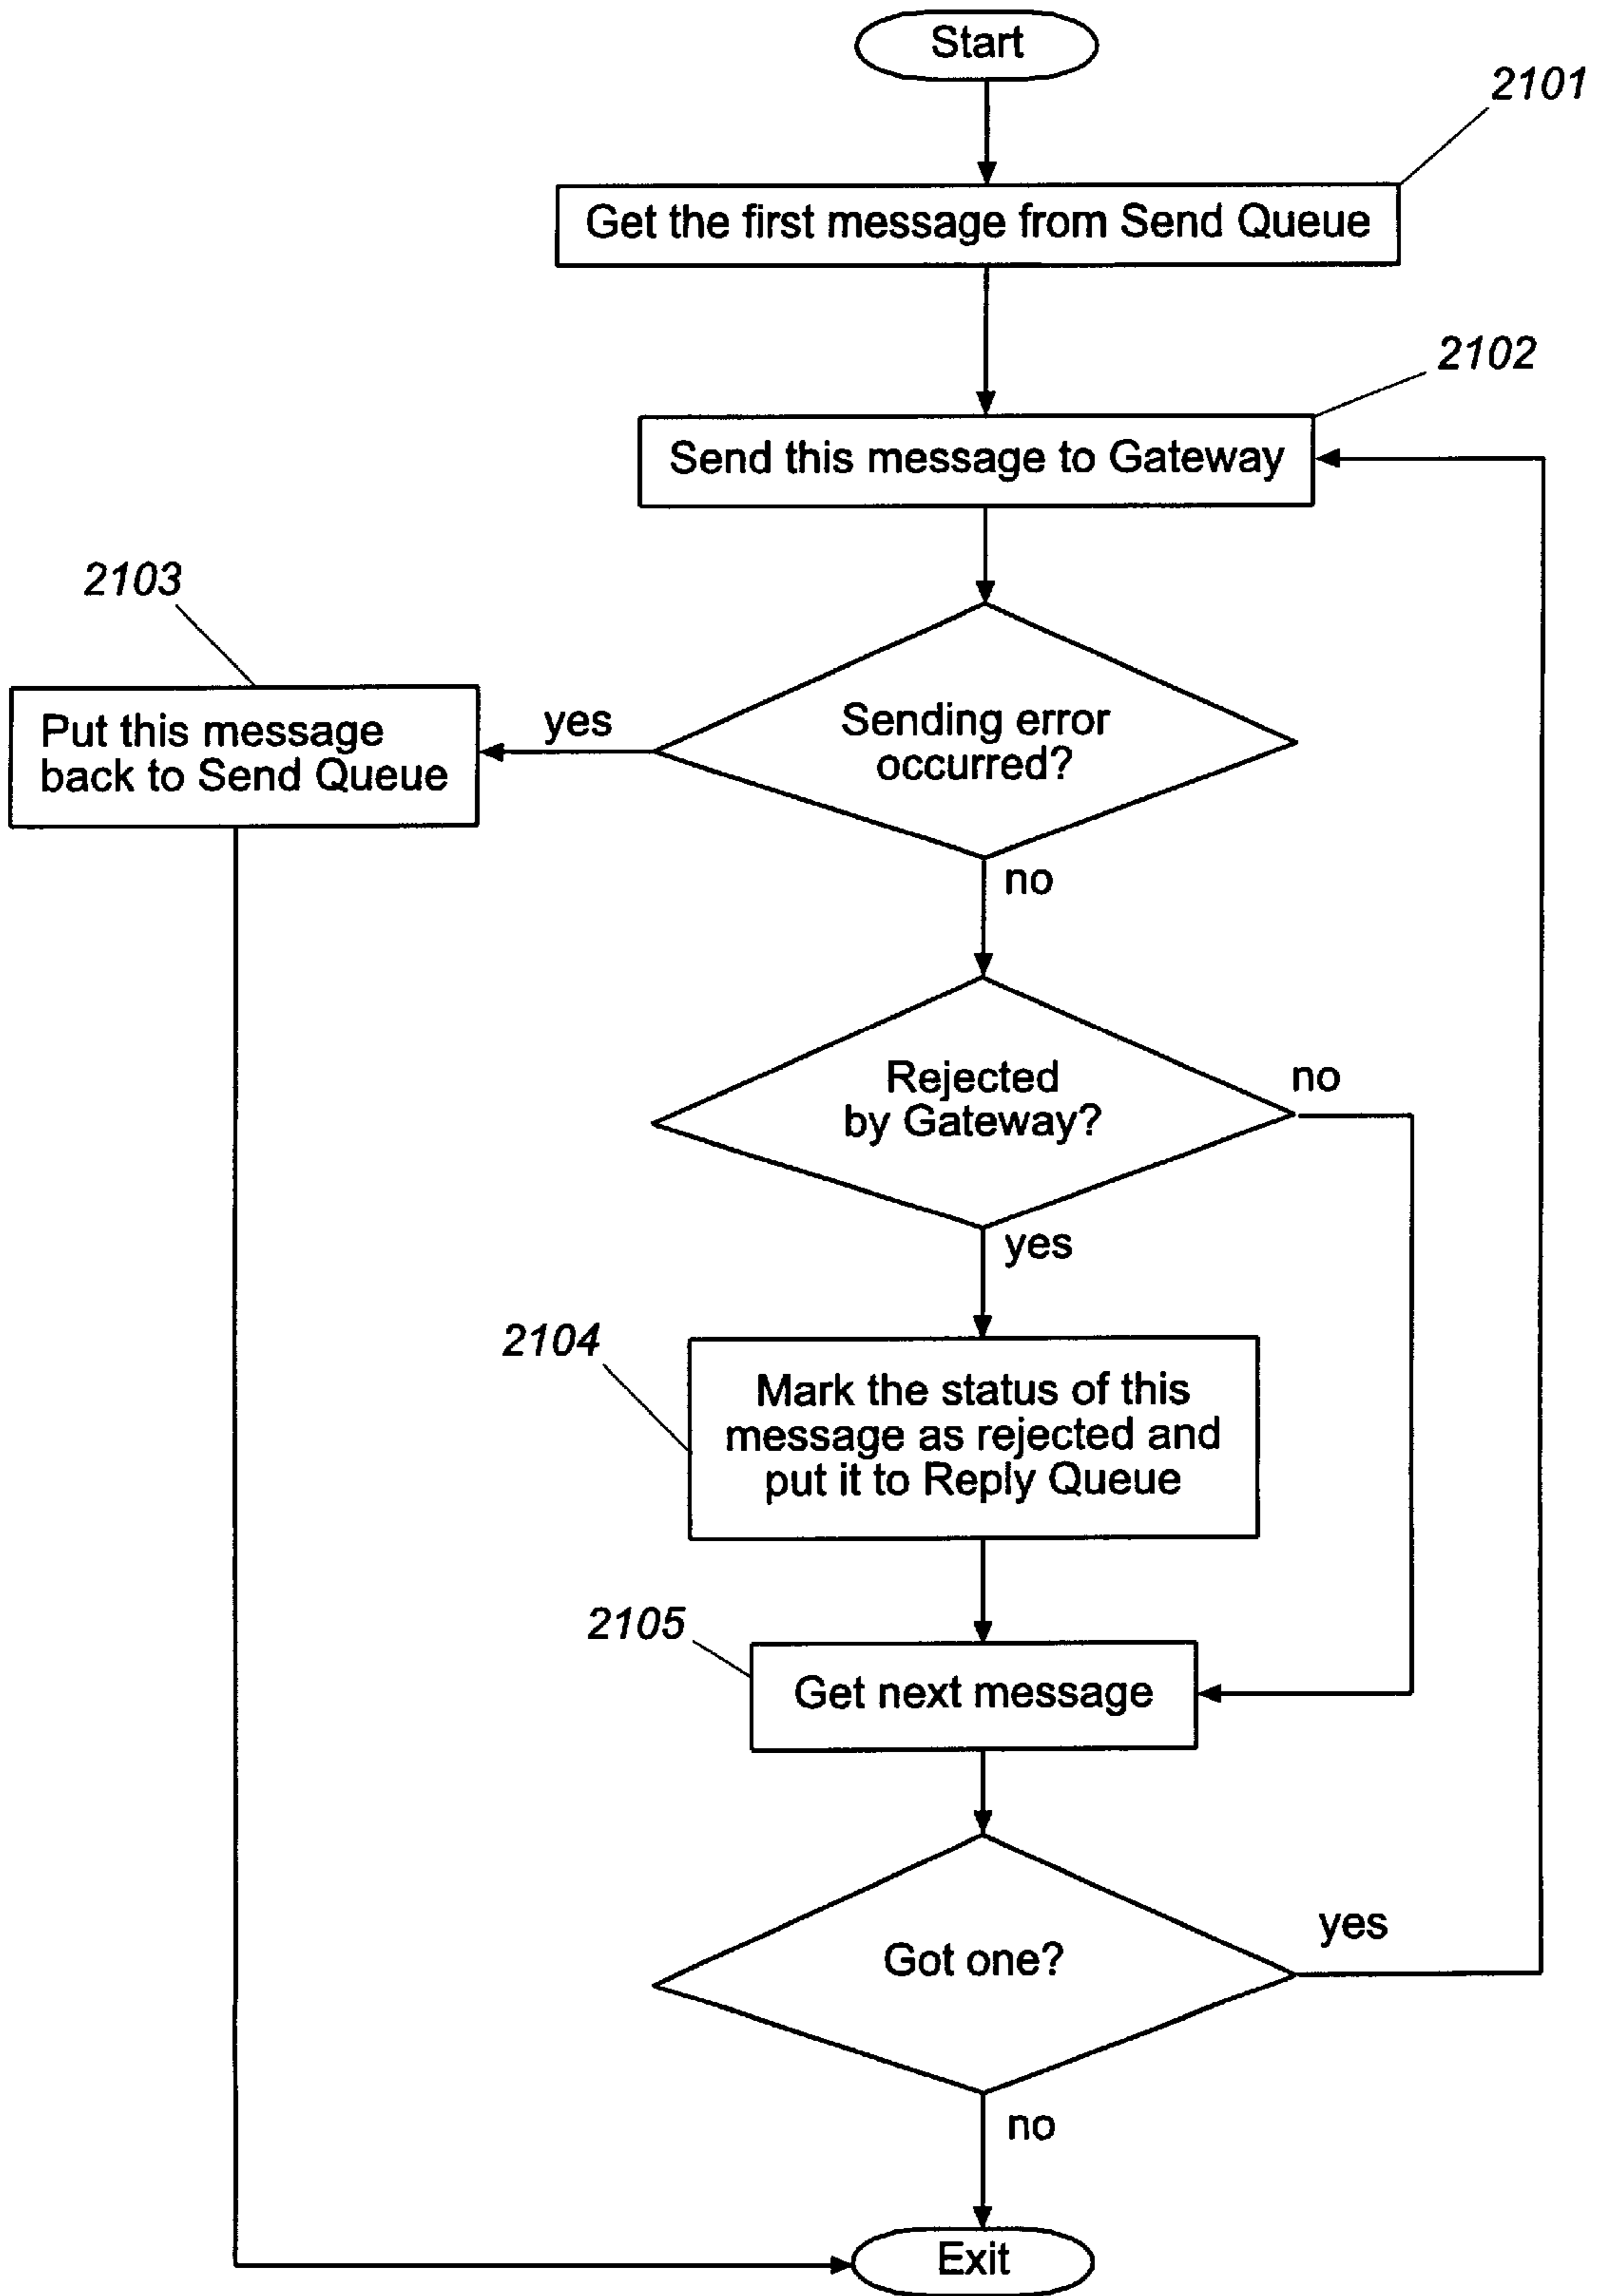 Start
2101
Get the first message from Send Queue
2102
Send this message to Gateway
2103
Put this message
back to Send Queue
yes
Sending error
occurred?
no
Rejected
by Gateway?
no
yes
2104
Mark the status of this
message as rejected and
put it to Reply Queue
2105
Get next message
Got one?
yes
no
Exit